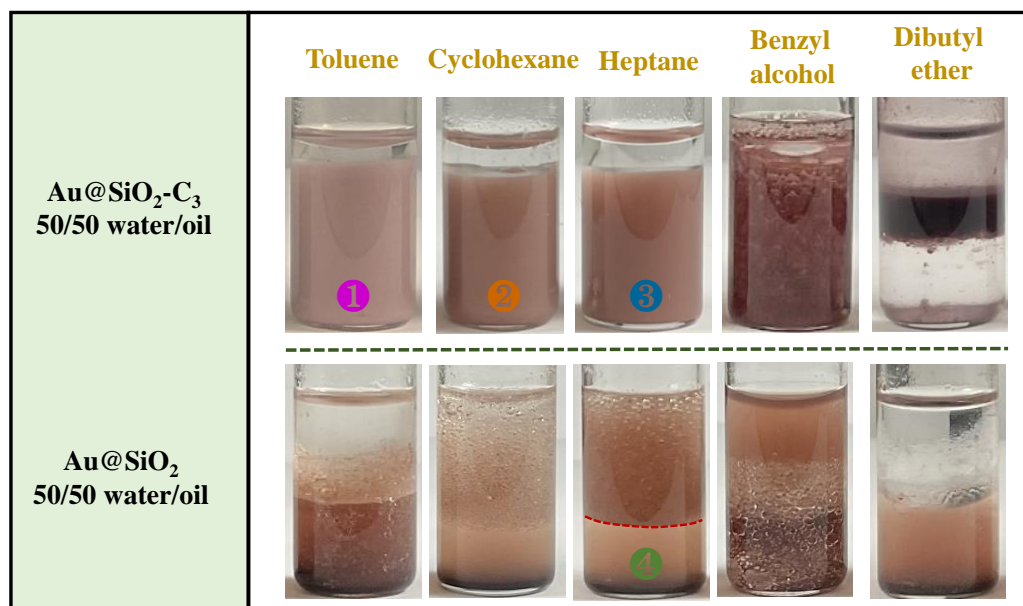 Toluene
Cyclohexane
Heptane
Benzyl
alcohol
Dibutyl
ether
Au@SiO₂-C₃
50/50 water/oil
1
2
3
Au@SiO₂
50/50 water/oil
4